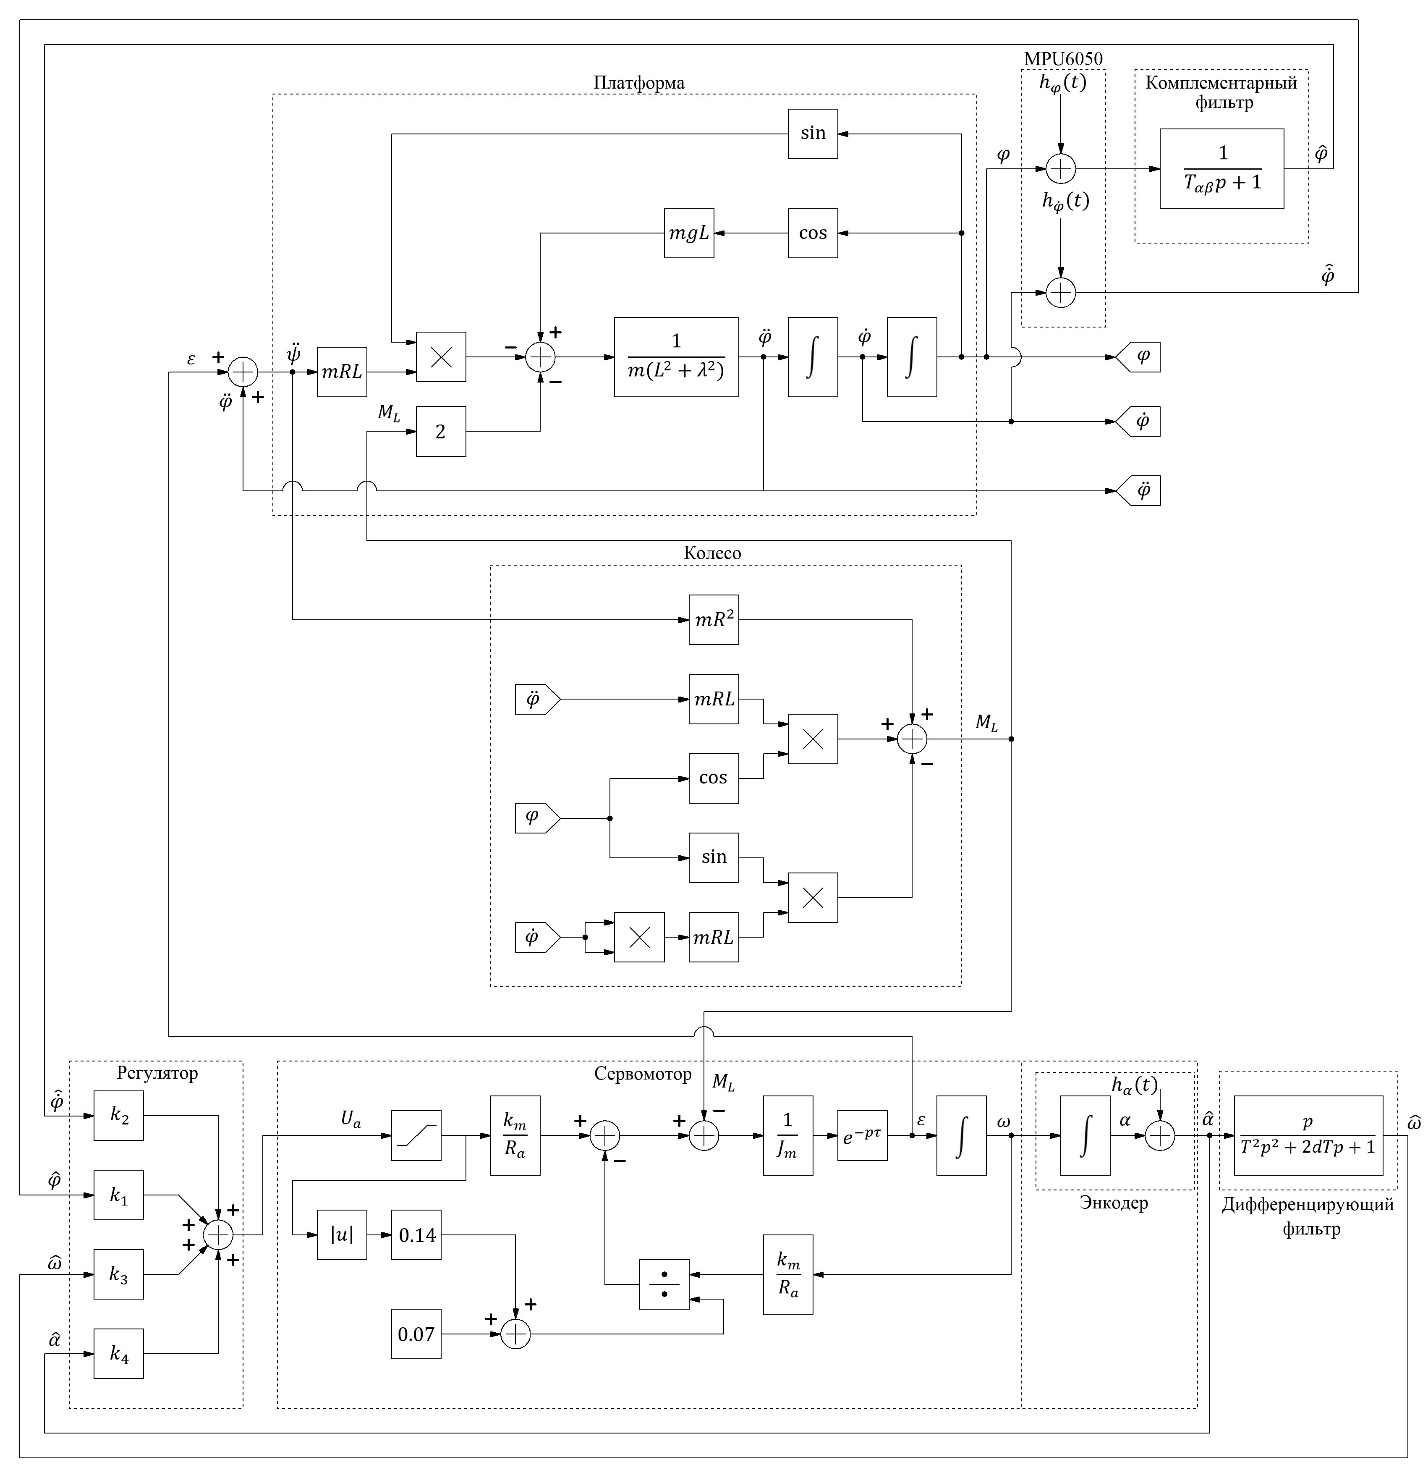 MPU6050
Платформа
h_φ(t)
Комплементарный
фильтр
sin
φ
1
T_{αβ}p + 1
φ̂
h_φ̇(t)
mgL
cos
φ̇̂
+
ε
+
ψ̈
mRL
×
−
1
m(L² + λ²)
φ̈
∫
φ̇
∫
φ
φ̈
+
−
M_L
2
φ̇
φ̈
Колесо
mR²
φ̈
mRL
×
+
+
M_L
cos
−
φ
sin
×
φ̇
×
mRL
Регулятор
Сервомотор
M_L
h_α(t)
φ̇̂
k₂
U_a
k_m
R_a
+
−
+
−
1
J_m
e^{−pτ}
ε
∫
ω
∫
α
α̂
p
T²p² + 2dTp + 1
ω̂
φ̂
k₁
Энкодер
Дифференцирующий
фильтр
+
+
+
+
|u|
0.14
ω̂
k₃
÷
k_m
R_a
α̂
k₄
0.07
+
+